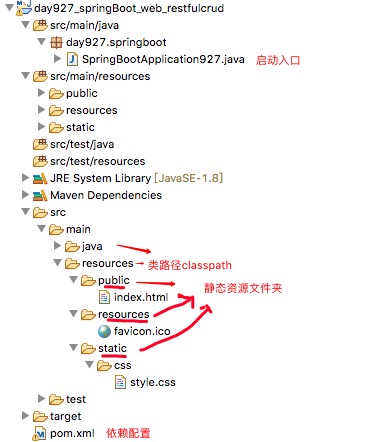 day927_springBoot_web_restfulcrud
src/main/java
day927.springboot
SpringBootApplication927.java 启动入口
src/main/resources
public
resources
static
src/test/java
src/test/resources
JRE System Library [JavaSE-1.8]
Maven Dependencies
src
main
java
resources 类路径classpath
public 静态资源文件夹
index.html
resources
favicon.ico
static
css
style.css
test
target
pom.xml 依赖配置